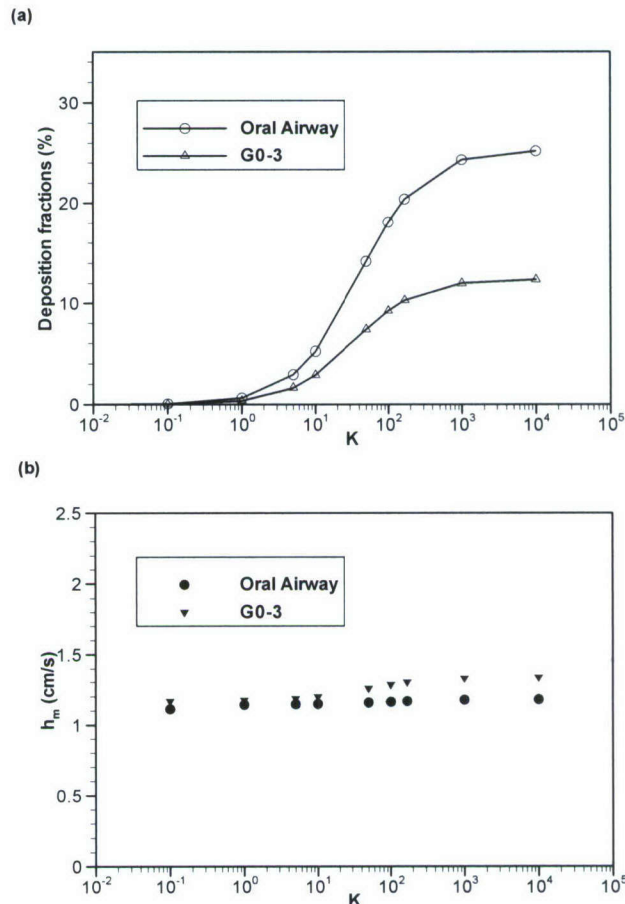 (a)
Deposition fractions (%)
30
20
10
0
Oral Airway
G0-3
10⁻² 10⁻¹ 10⁰ 10¹ 10² 10³ 10⁴ 10⁵
K
(b)
hₘ (cm/s)
2.5
2
1.5
1
0.5
0
Oral Airway
G0-3
10⁻² 10⁻¹ 10⁰ 10¹ 10² 10³ 10⁴ 10⁵
K